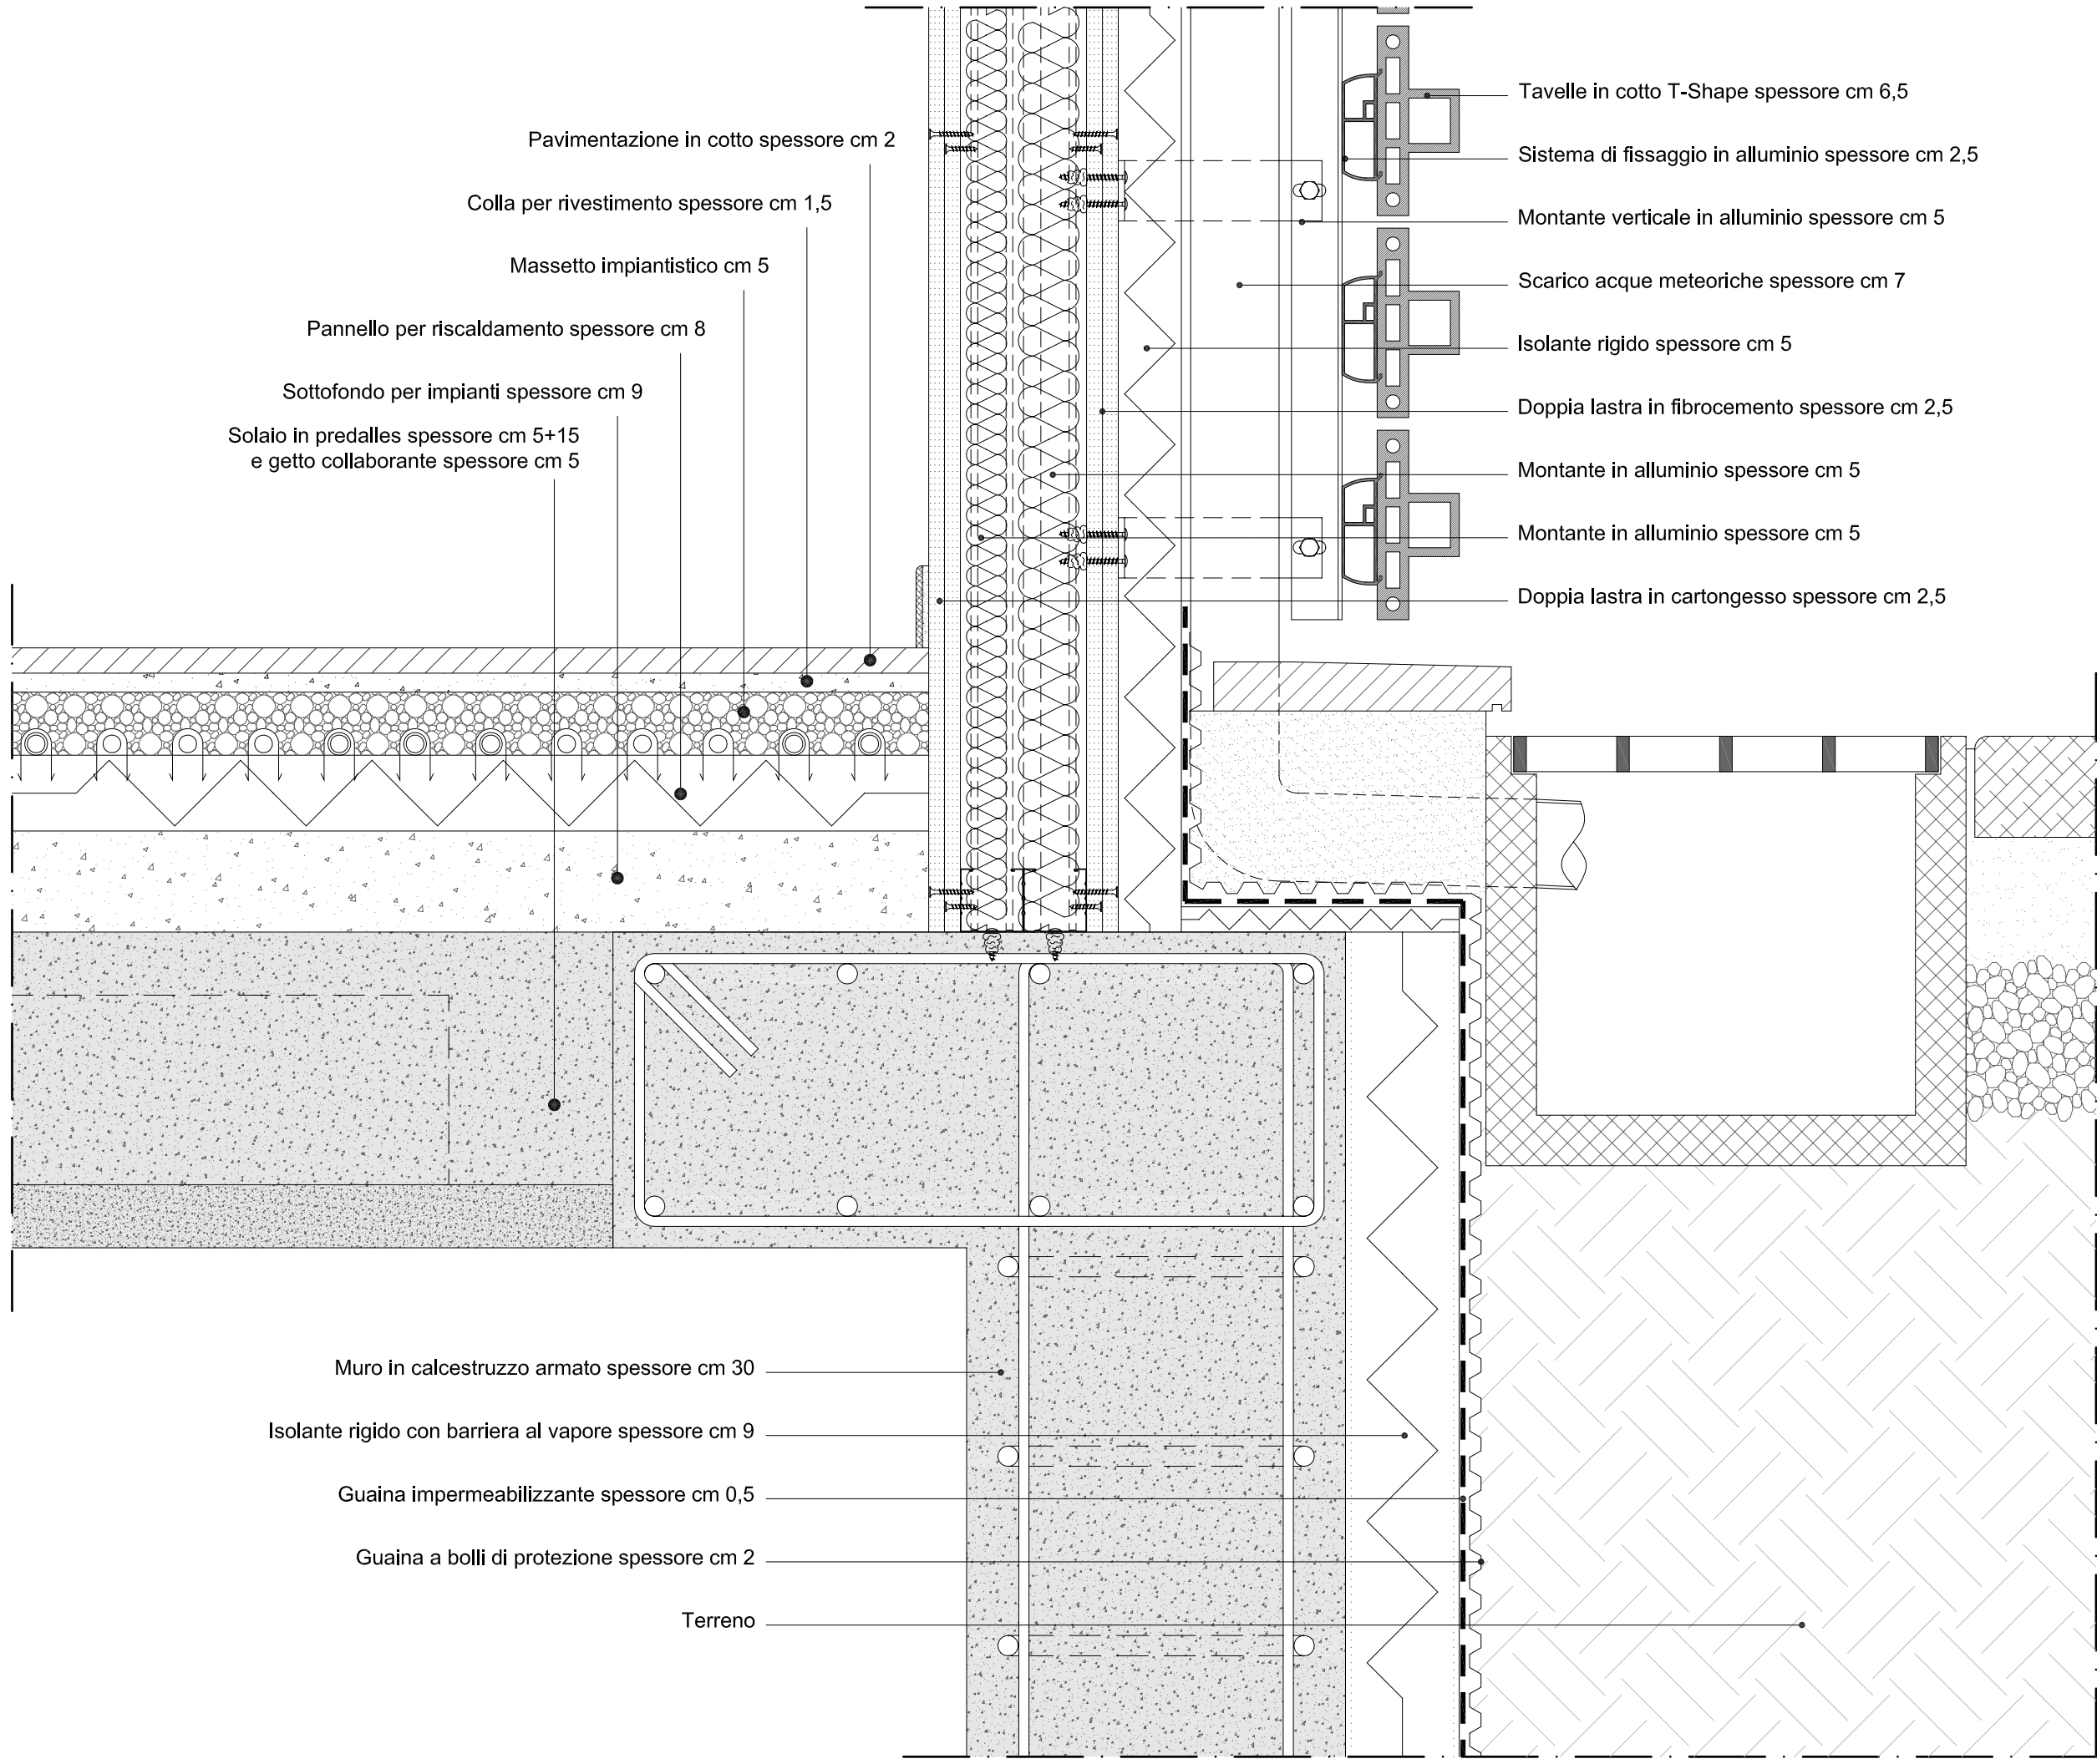 Pavimentazione in cotto spessore cm 2
Colla per rivestimento spessore cm 1,5
Massetto impiantistico cm 5
Pannello per riscaldamento spessore cm 8
Sottofondo per impianti spessore cm 9
Solaio in predalles spessore cm 5+15
e getto collaborante spessore cm 5
Tavelle in cotto T-Shape spessore cm 6,5
Sistema di fissaggio in alluminio spessore cm 2,5
Montante verticale in alluminio spessore cm 5
Scarico acque meteoriche spessore cm 7
Isolante rigido spessore cm 5
Doppia lastra in fibrocemento spessore cm 2,5
Montante in alluminio spessore cm 5
Montante in alluminio spessore cm 5
Doppia lastra in cartongesso spessore cm 2,5
Muro in calcestruzzo armato spessore cm 30
Isolante rigido con barriera al vapore spessore cm 9
Guaina impermeabilizzante spessore cm 0,5
Guaina a bolli di protezione spessore cm 2
Terreno